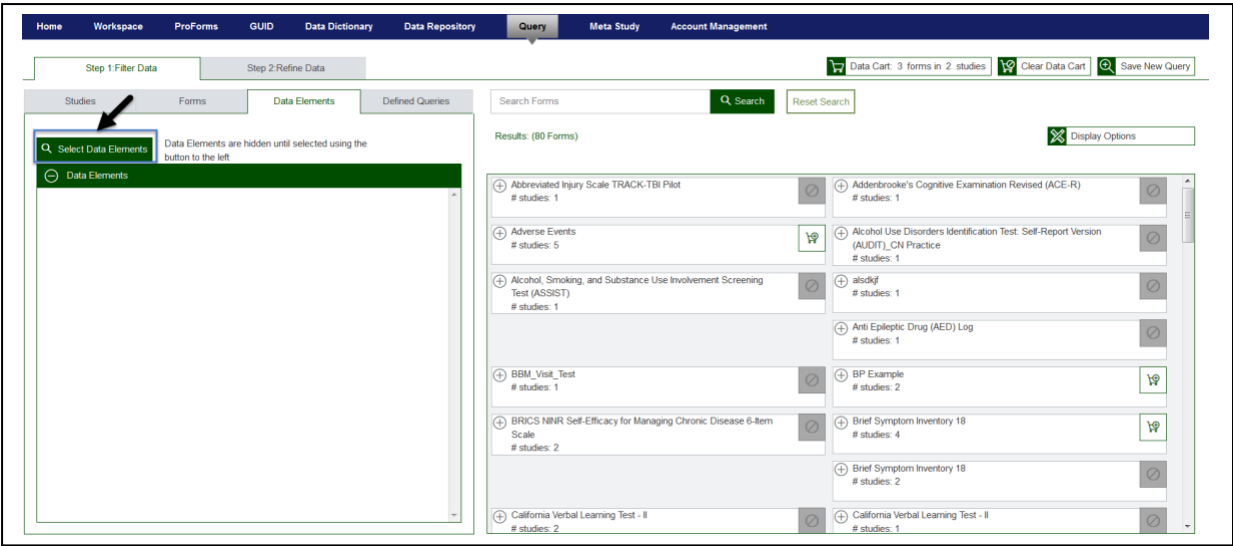 Home Workspace ProForms GUID Data Dictionary Data Repository Query Meta Study Account Management
Step 1:Filter Data Step 2:Refine Data
Data Cart: 3 forms in 2 studies Clear Data Cart Save New Query
Studies Forms Data Elements Defined Queries
Search Forms Search Reset Search
Select Data Elements
Data Elements are hidden until selected using the
button to the left
Data Elements
Results: (80 Forms)
Display Options
Abbreviated Injury Scale TRACK-TBI Pilot
# studies: 1
Addenbrooke's Cognitive Examination Revised (ACE-R)
# studies: 1
Adverse Events
# studies: 5
Alcohol Use Disorders Identification Test: Self-Report Version
(AUDIT)_CN Practice
# studies: 1
Alcohol, Smoking, and Substance Use Involvement Screening
Test (ASSIST)
# studies: 1
alsdkjf
# studies: 1
Anti Epileptic Drug (AED) Log
# studies: 1
BBM_Visit_Test
# studies: 1
BP Example
# studies: 2
BRICS NINR Self-Efficacy for Managing Chronic Disease 6-Item
Scale
# studies: 2
Brief Symptom Inventory 18
# studies: 4
Brief Symptom Inventory 18
# studies: 2
California Verbal Learning Test - II
# studies: 2
California Verbal Learning Test - II
# studies: 1